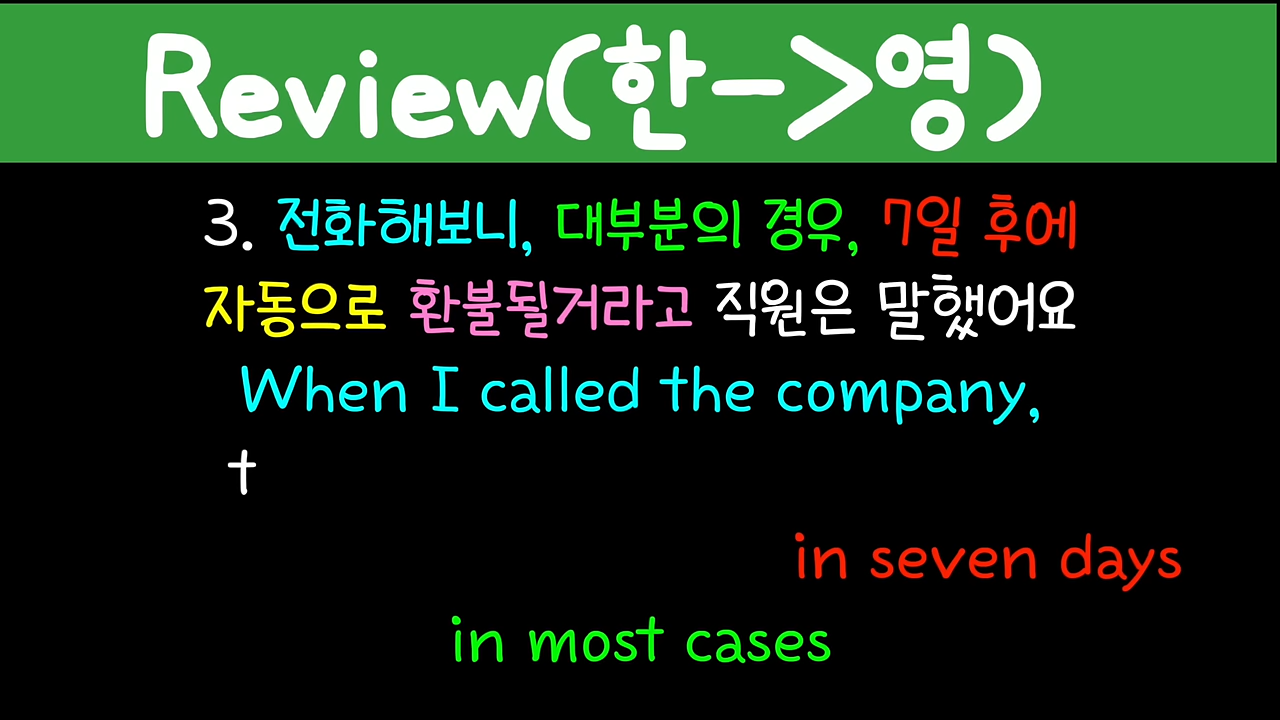 Review(한->영)
3. 전화해보니, 대부분의 경우, 7일 후에
자동으로 환불될거라고 직원은 말했어요
When I called the company,
t
in seven days
in most cases